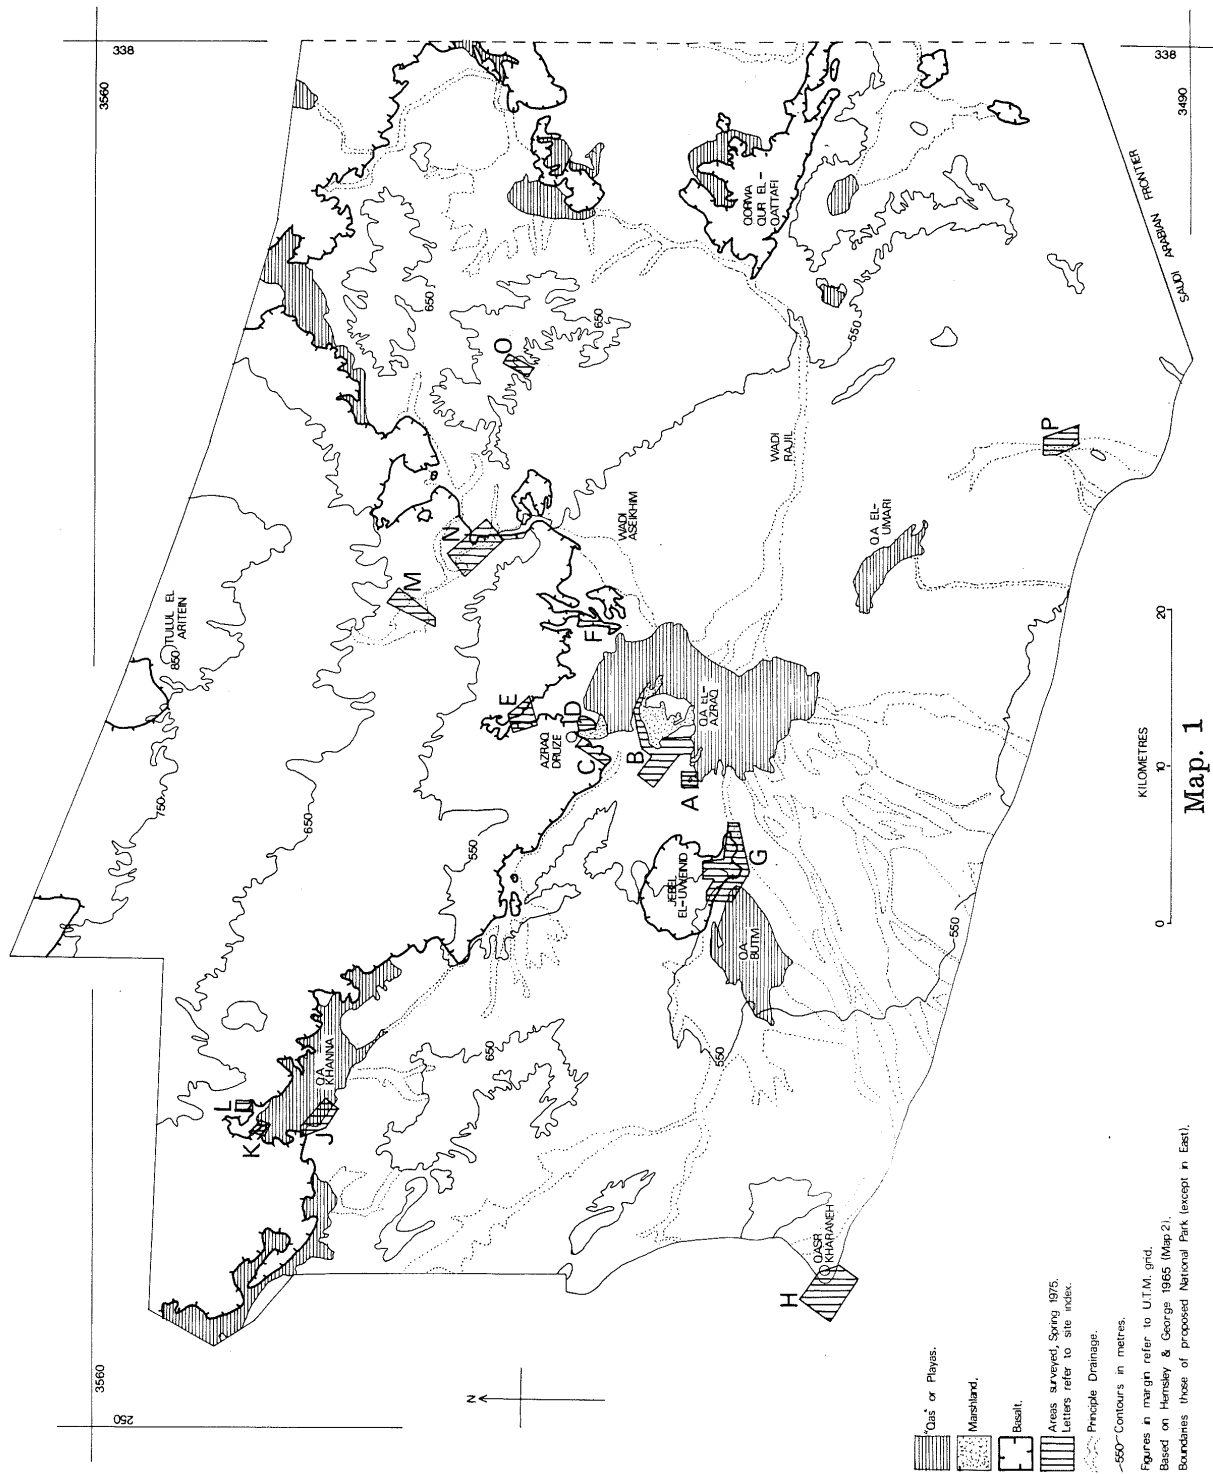 3560
338
850
TULUL EL
ARITEIN
750
650
650
650
550
M
N
O
WADI
ASEIKHM
WADI
RAJIL
QORMA
QUR EL-
QATTAFI
550
SAUDI ARABIAN FRONTIER
338
3490
P
QA EL-
UMARI
F
E
D
AZRAQ
DRUZE
C
B
A
QA EL-
AZRAQ
JEBEL
EL-UWEINID
G
QA
BUTM
550
550
650
QA
KHANNA
L
K
J
QASR
KHARANEH
H
3560
250
N
KILOMETRES
0 10 20
Map. 1
"Qas" or Playas.
Marshland.
Basalt.
Areas surveyed, Spring 1975.
Letters refer to site index.
Principle Drainage.
-550- Contours in metres.
Figures in margin refer to U.T.M. grid.
Based on Hemsley & George 1965 (Map 2).
Boundaries those of proposed National Park (except in East).